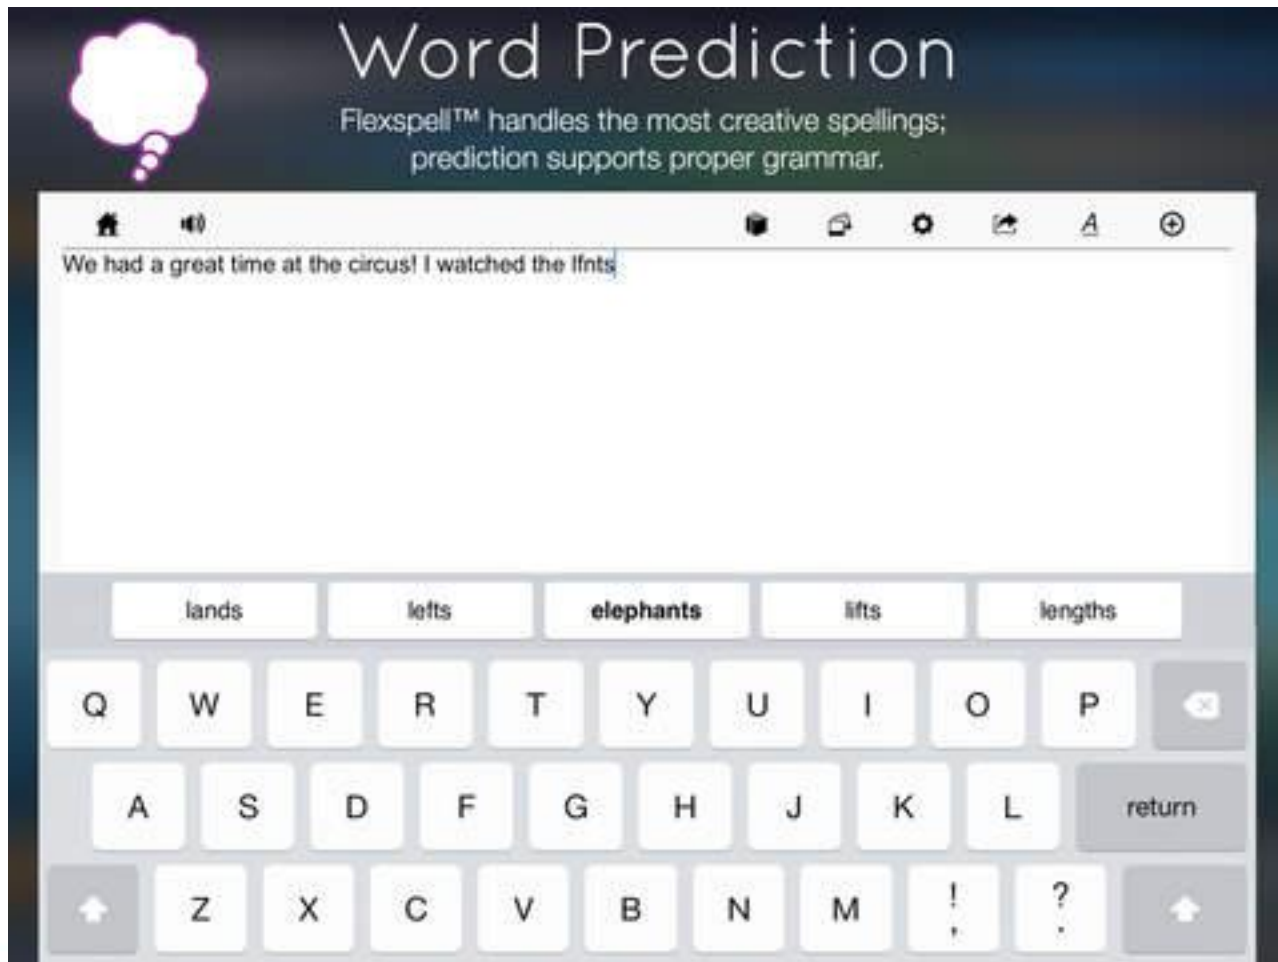 Word Prediction
Flexspell™ handles the most creative spellings;
prediction supports proper grammar.
A
We had a great time at the circus! I watched the lfnts
lands lefts elephants lifts lengths
Q W E R T Y U I O P
A S D F G H J K L return
Z X C V B N M ! , ? .